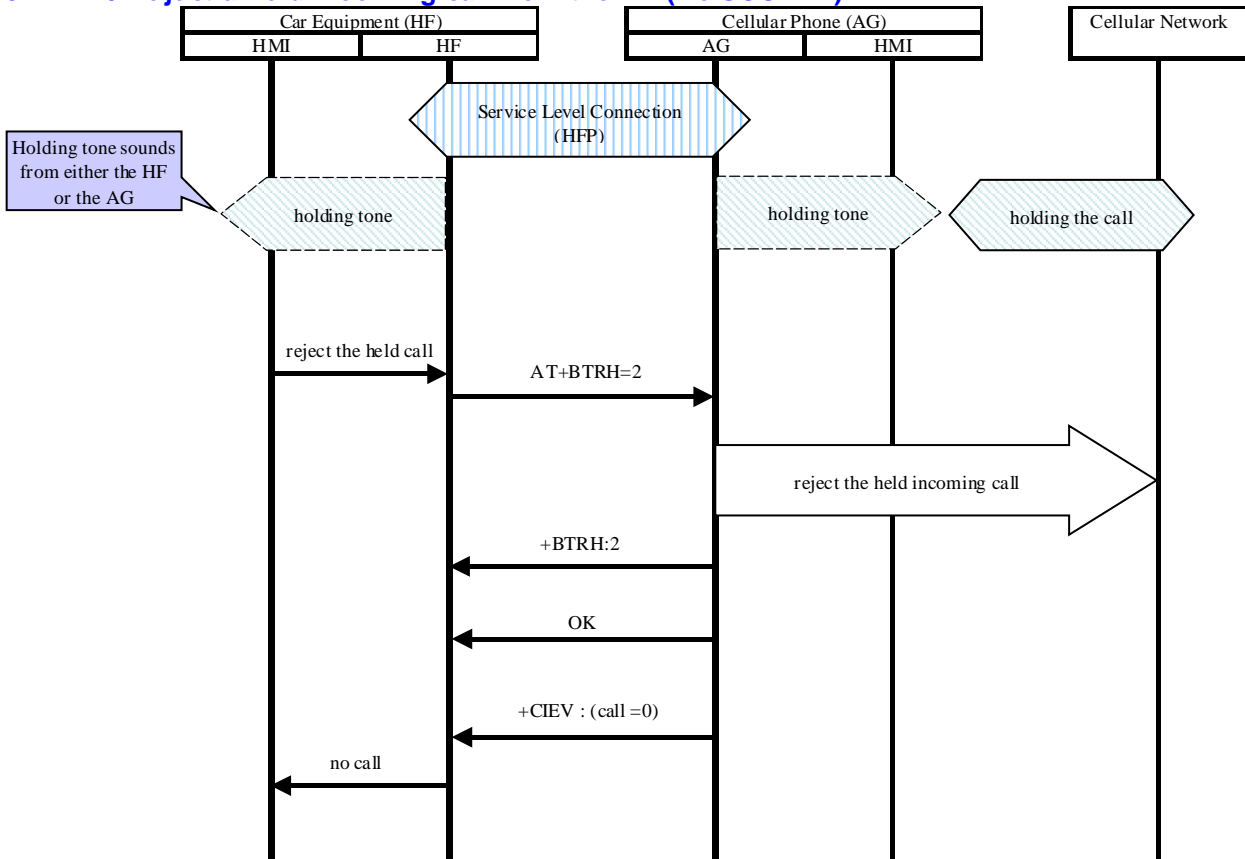 Car Equipment (HF)
Cellular Phone (AG)
Cellular Network
HMI
HF
AG
HMI
Service Level Connection
(HFP)
Holding tone sounds
from either the HF
or the AG
holding tone
holding tone
holding the call
reject the held call
AT+BTRH=2
reject the held incoming call
+BTRH:2
OK
+CIEV : (call =0)
no call